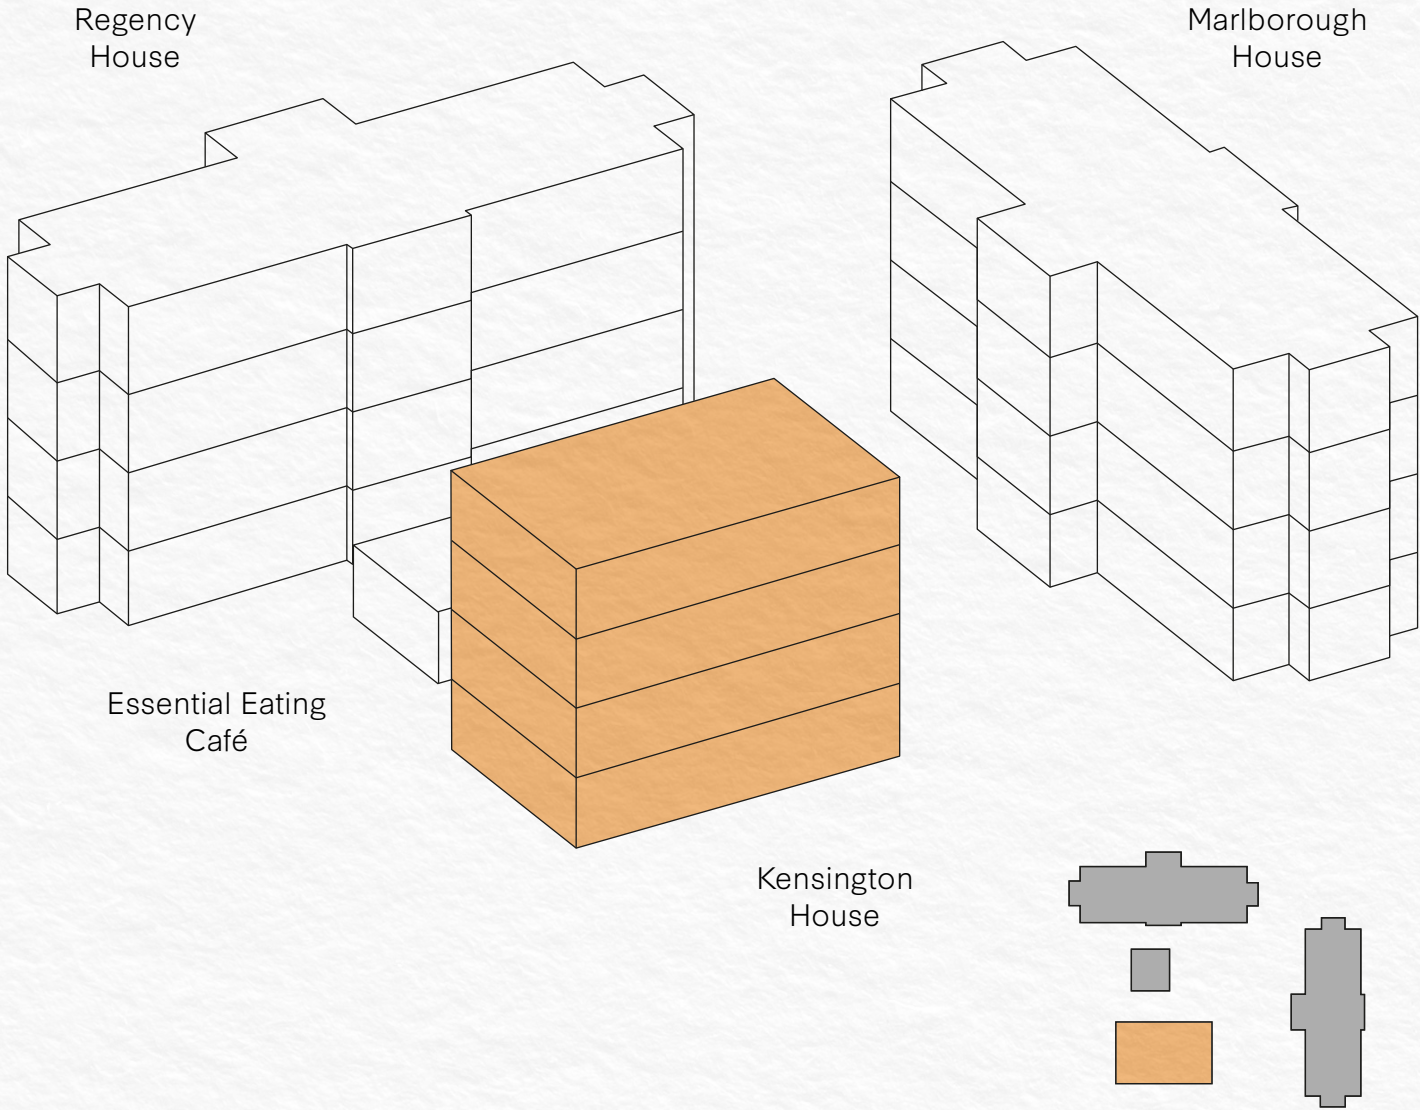 Regency
House
Marlborough
House
Essential Eating
Café
Kensington
House